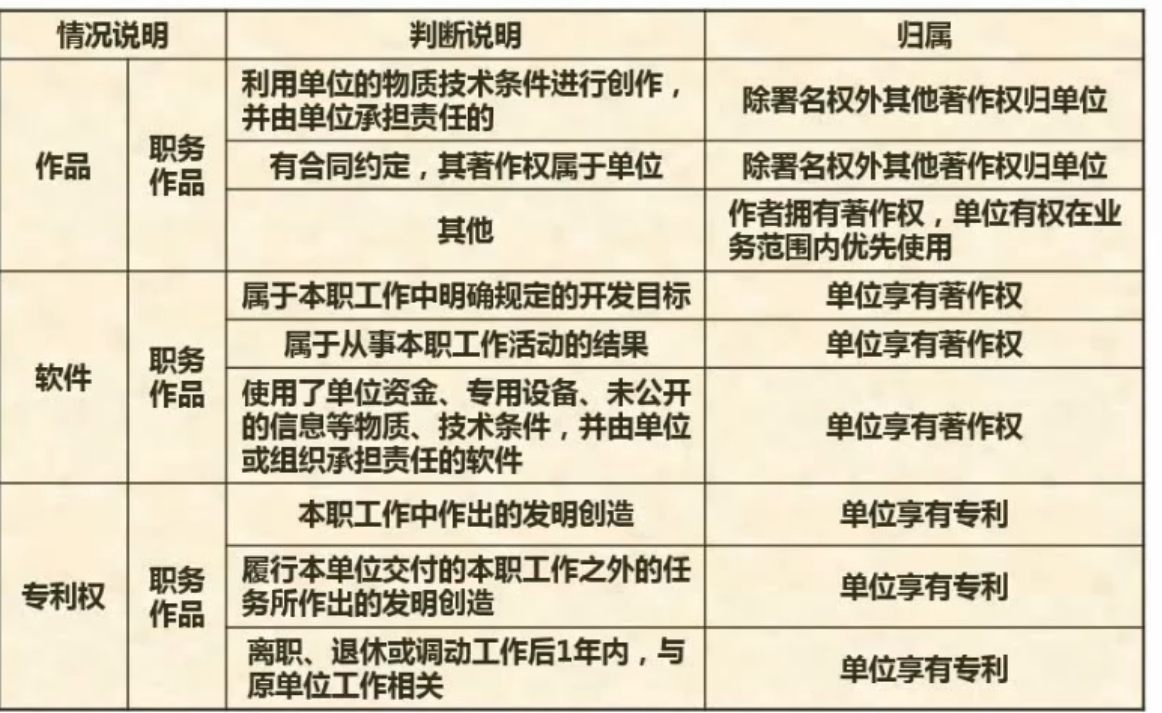 情况说明
判断说明
归属
作品
职务
作品
利用单位的物质技术条件进行创作，
并由单位承担责任的
除署名权外其他著作权归单位
有合同约定，其著作权属于单位
除署名权外其他著作权归单位
其他
作者拥有著作权，单位有权在业
务范围内优先使用
软件
职务
作品
属于本职工作中明确规定的开发目标
单位享有著作权
属于从事本职工作活动的结果
单位享有著作权
使用了单位资金、专用设备、未公开
的信息等物质、技术条件，并由单位
或组织承担责任的软件
单位享有著作权
专利权
职务
作品
本职工作中作出的发明创造
单位享有专利
履行本单位交付的本职工作之外的任
务所作出的发明创造
单位享有专利
离职、退休或调动工作后1年内，与
原单位工作相关
单位享有专利